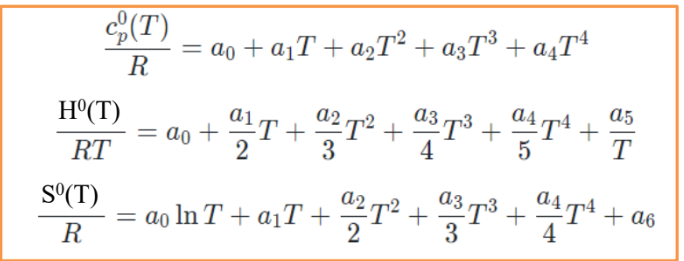 c_p^0(T)/R = a_0 + a_1T + a_2T^2 + a_3T^3 + a_4T^4
H^0(T)/RT = a_0 + a_1/2 T + a_2/3 T^2 + a_3/4 T^3 + a_4/5 T^4 + a_5/T
S^0(T)/R = a_0 ln T + a_1T + a_2/2 T^2 + a_3/3 T^3 + a_4/4 T^4 + a_6